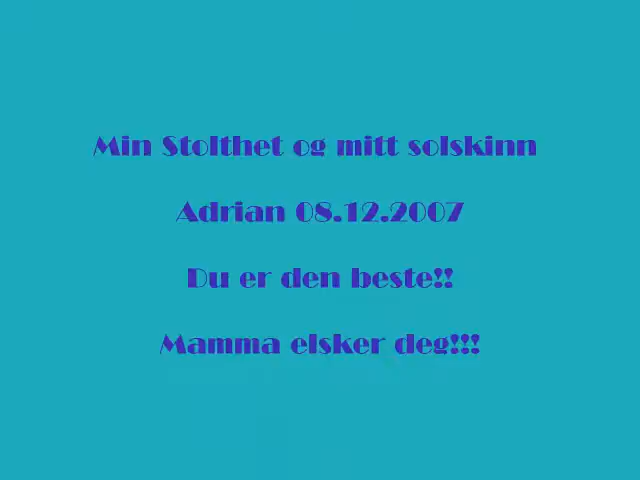 Min Stolthet og mitt solskinn
Adrian 08.12.2007
Du er den beste!!
Mamma elsker deg!!!